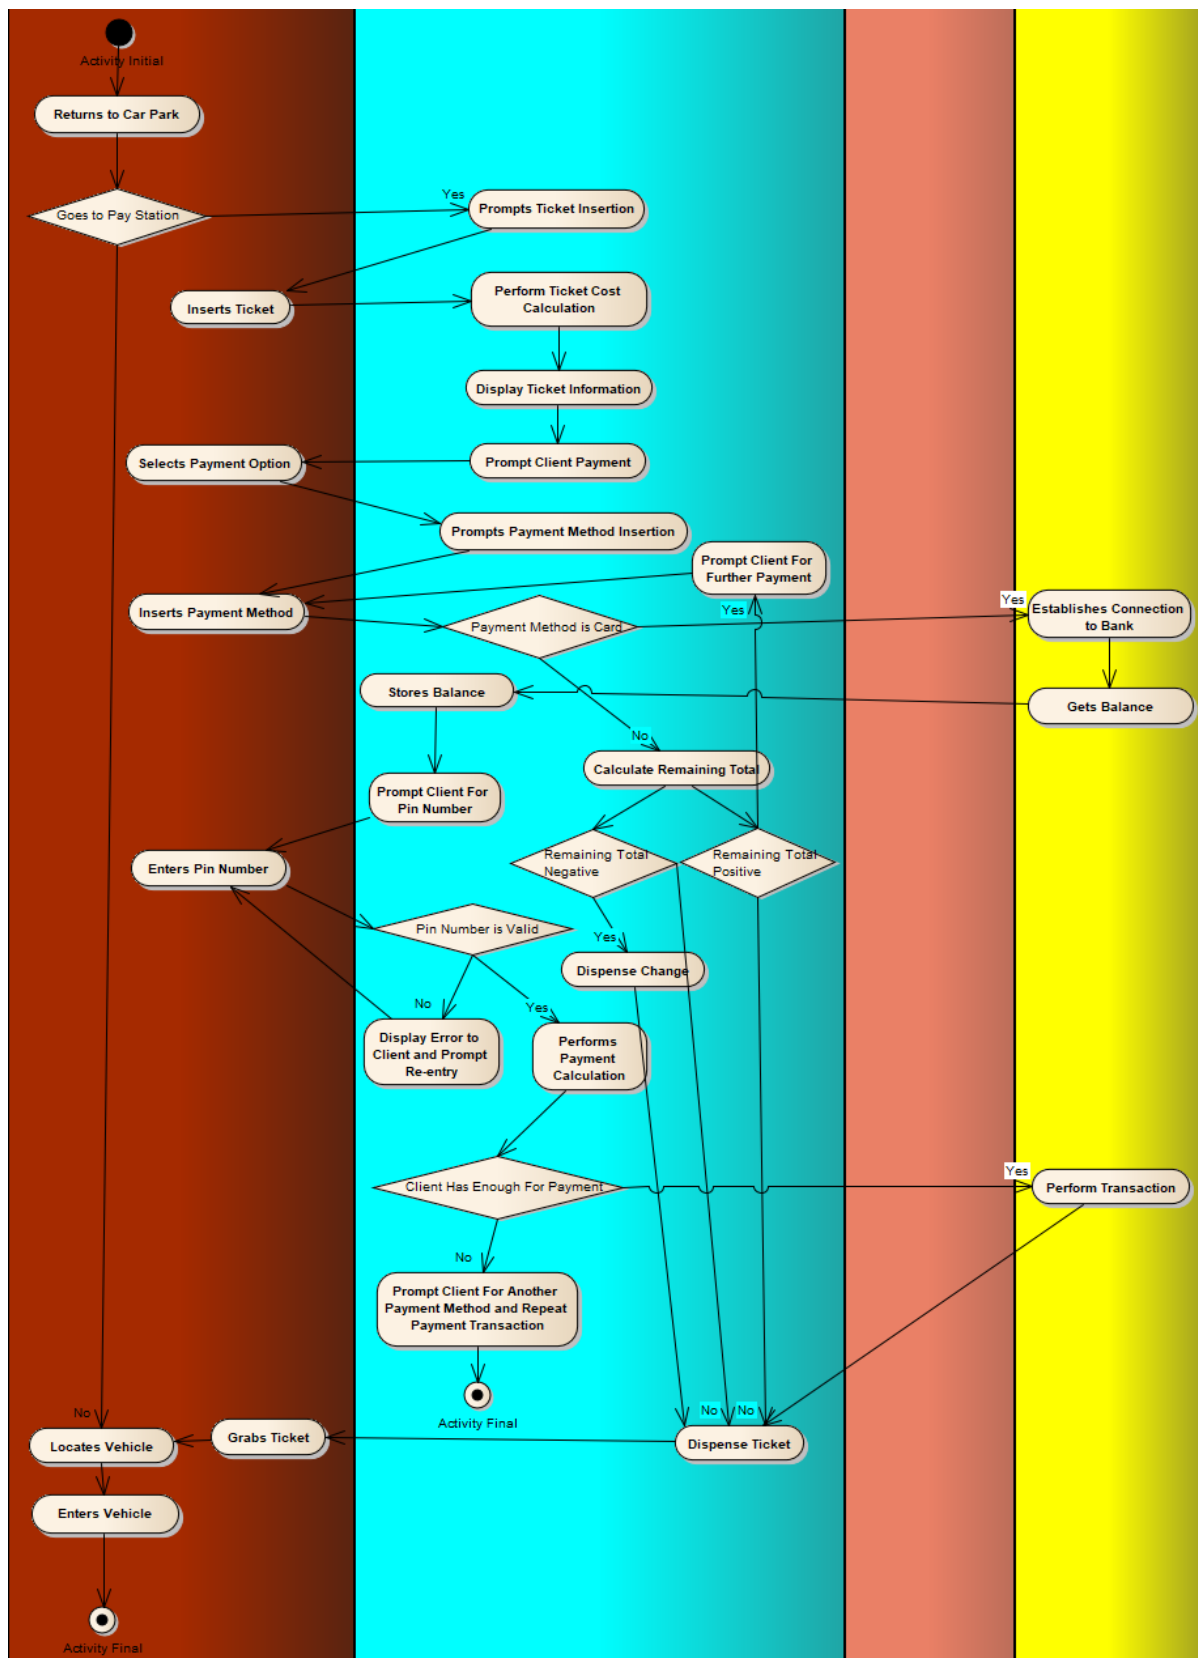 Activity Initial
Returns to Car Park
Goes to Pay Station
Yes
Prompts Ticket Insertion
Inserts Ticket
Perform Ticket Cost
Calculation
Display Ticket Information
Selects Payment Option
Prompt Client Payment
Prompts Payment Method Insertion
Prompt Client For
Further Payment
Inserts Payment Method
Payment Method is Card
Yes
Yes
Establishes Connection
to Bank
Stores Balance
Gets Balance
No
Calculate Remaining Total
Prompt Client For
Pin Number
Enters Pin Number
Remaining Total
Negative
Remaining Total
Positive
Pin Number is Valid
Yes
Dispense Change
No
Yes
Display Error to
Client and Prompt
Re-entry
Performs
Payment
Calculation
Client Has Enough For Payment
Yes
Perform Transaction
No
Prompt Client For Another
Payment Method and Repeat
Payment Transaction
Activity Final
No
No
No
Locates Vehicle
Grabs Ticket
Dispense Ticket
Enters Vehicle
Activity Final